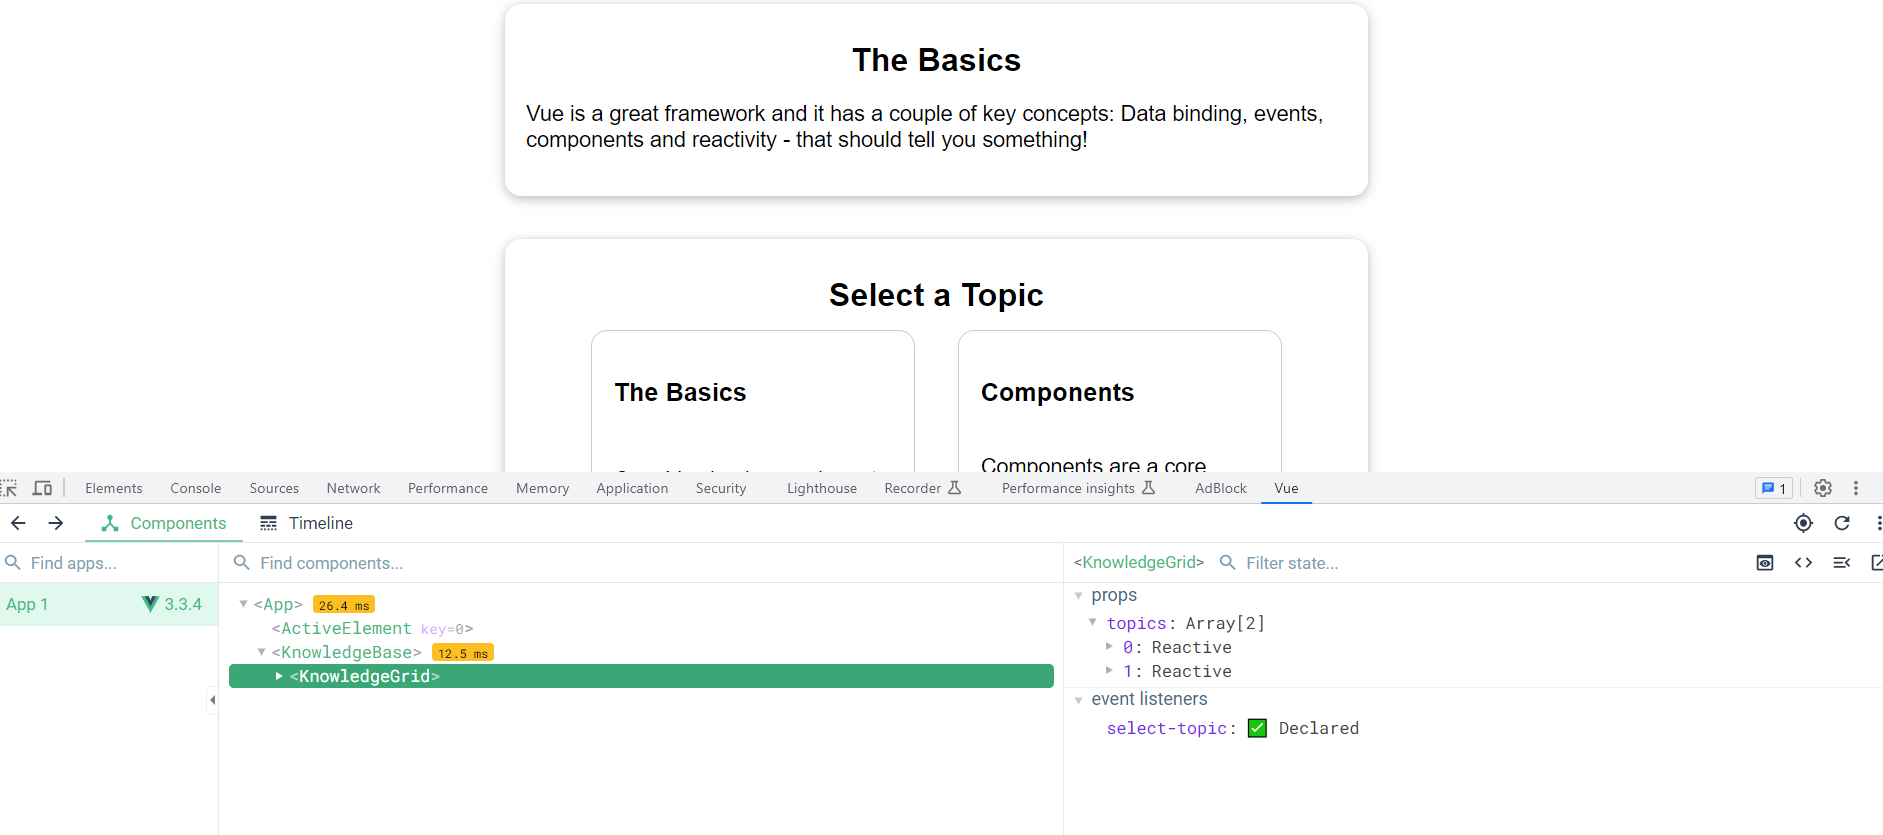 The Basics
Vue is a great framework and it has a couple of key concepts: Data binding, events,
components and reactivity - that should tell you something!
Select a Topic
The Basics
Components
Components are a core
Elements Console Sources Network Performance Memory Application Security Lighthouse Recorder Performance insights AdBlock Vue 1
Components Timeline
Find apps... Find components... <KnowledgeGrid> Filter state...
App 1 3.3.4
<App> 26.4 ms
<ActiveElement key=0>
<KnowledgeBase> 12.5 ms
<KnowledgeGrid>
props
topics: Array[2]
0: Reactive
1: Reactive
event listeners
select-topic: ✅ Declared